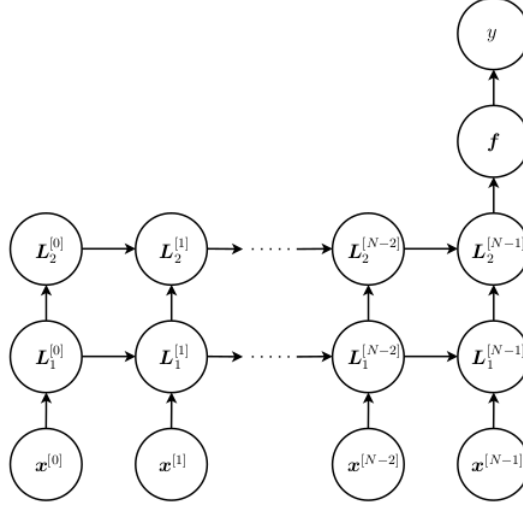 y
f
L_2^{[0]} L_2^{[1]} ..... L_2^{[N-2]} L_2^{[N-1]}
L_1^{[0]} L_1^{[1]} ..... L_1^{[N-2]} L_1^{[N-1]}
x^{[0]} x^{[1]} x^{[N-2]} x^{[N-1]}